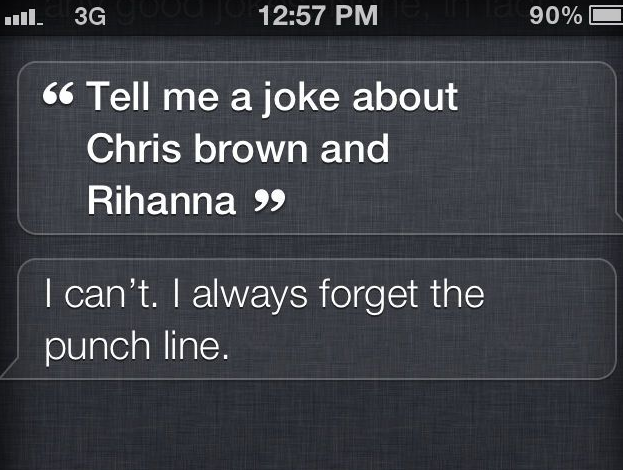 3G 12:57 PM 90%
“ Tell me a joke about
Chris brown and
Rihanna ”
I can’t. I always forget the
punch line.